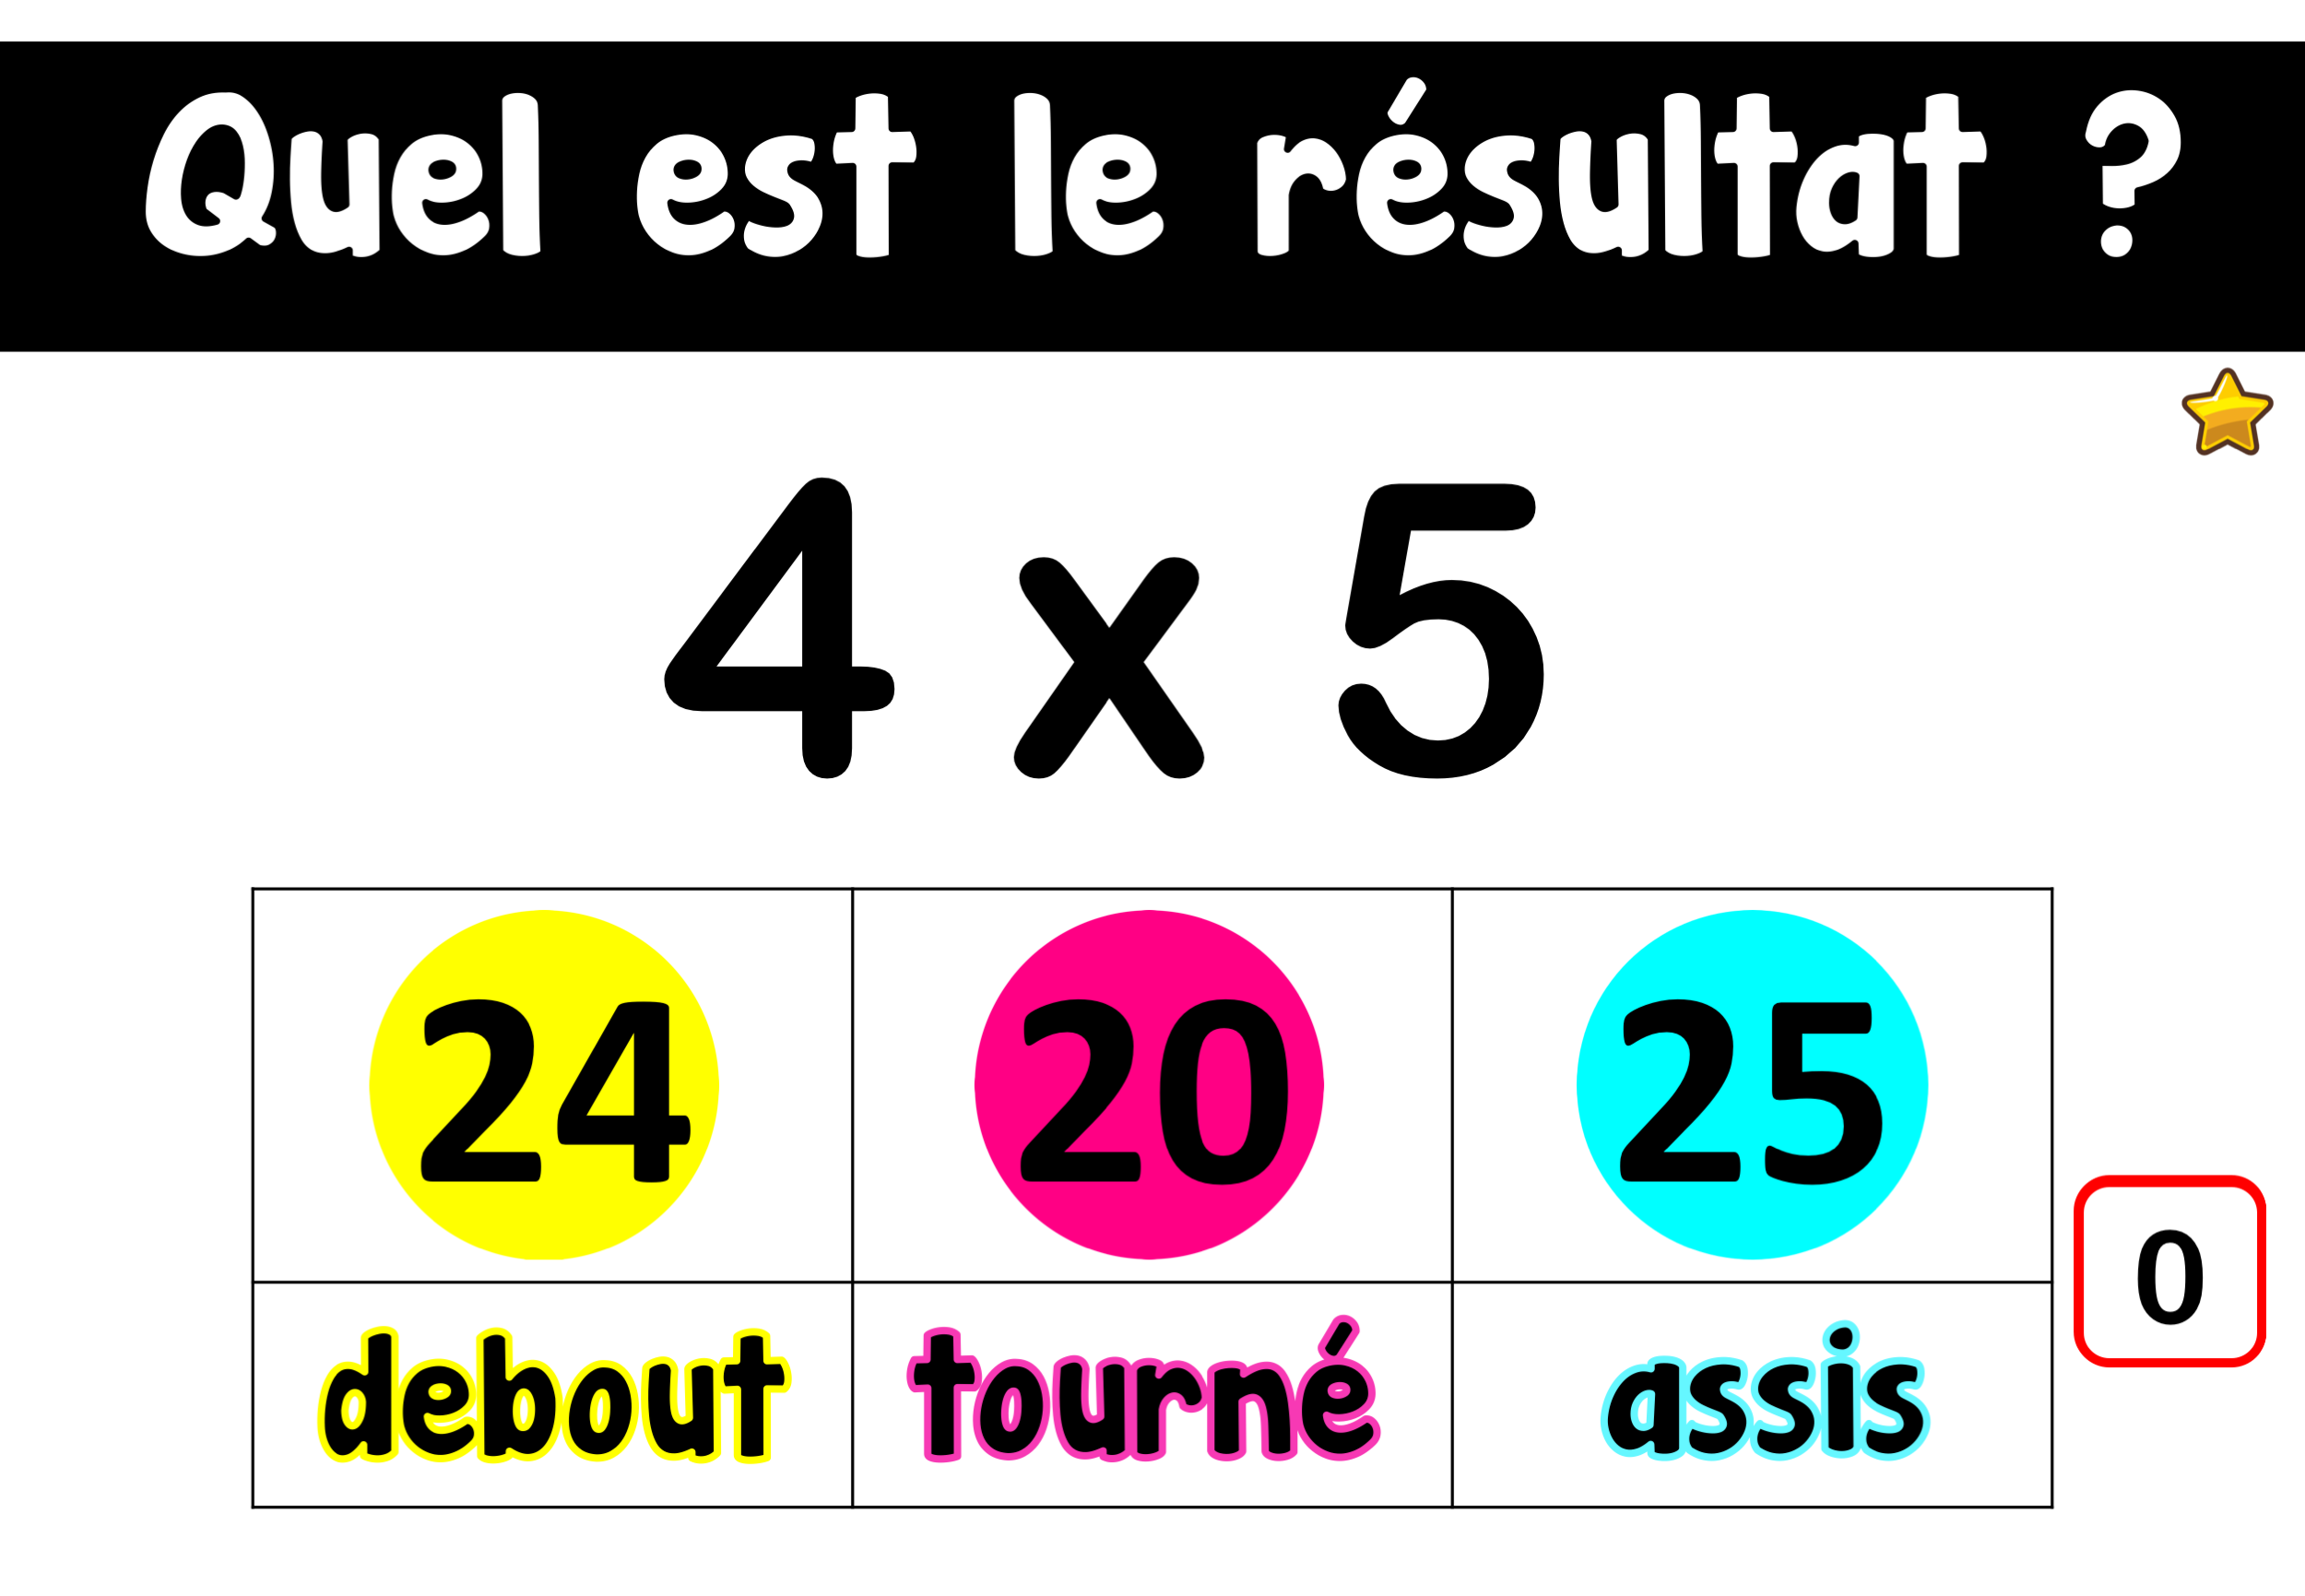 Quel est le résultat ?
4 x 5
24 20 25
0
debout tourné assis